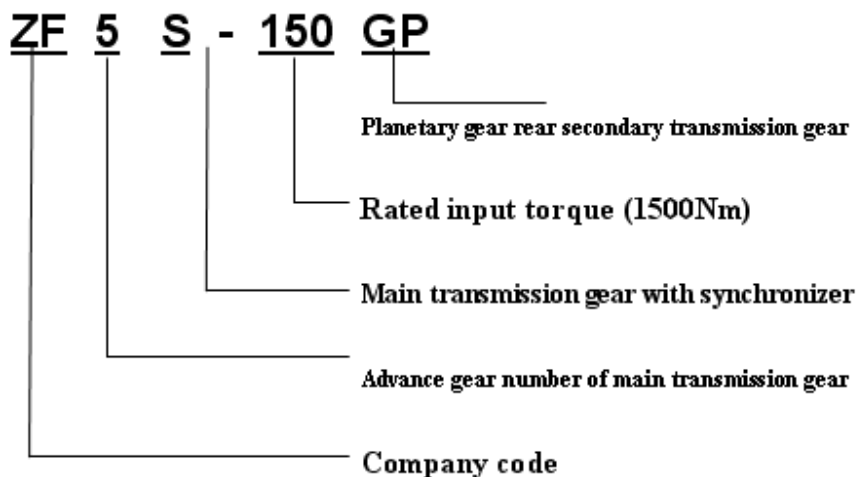 ZF 5 S - 150 GP
Planetary gear rear secondary transmission gear
Rated input torque (1500Nm)
Main transmission gear with synchronizer
Advance gear number of main transmission gear
Company code